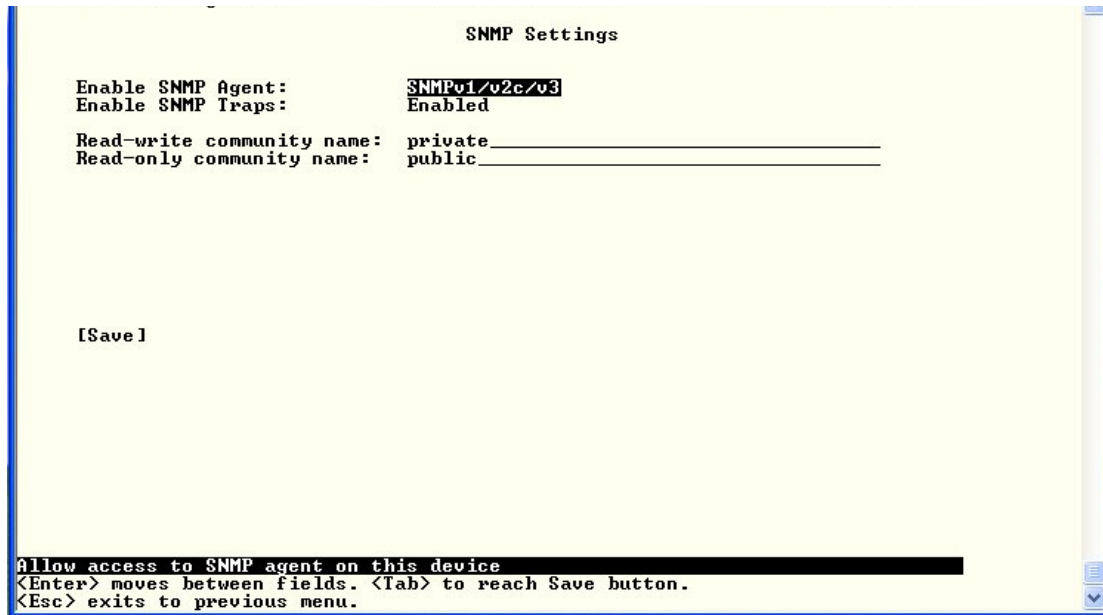 SNMP Settings
Enable SNMP Agent: SNMPv1/v2c/v3
Enable SNMP Traps: Enabled
Read-write community name: private
Read-only community name: public
[Save]
Allow access to SNMP agent on this device
<Enter> moves between fields. <Tab> to reach Save button.
<Esc> exits to previous menu.